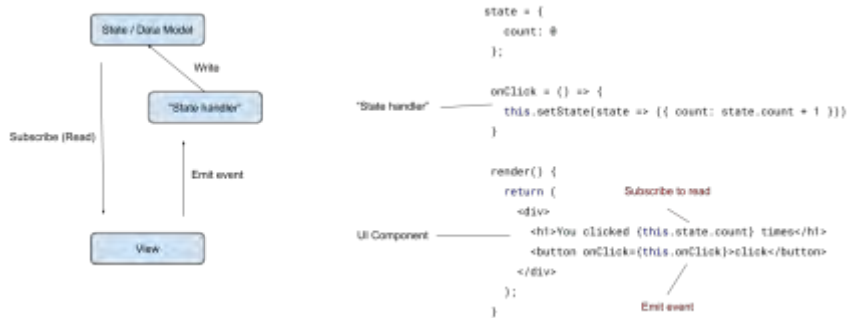 State / Data Model
Write
"State handler"
Subscribe (Read)
Emit event
View
state = {
count: 0
};
onClick = () => {
"State handler"
this.setState(state => ({ count: state.count + 1 }))
}
render() {
return (
Subscribe to read
<div>
UI Component
<h1>You clicked {this.state.count} times</h1>
<button onClick={this.onClick}>click</button>
</div>
);
Emit event
}